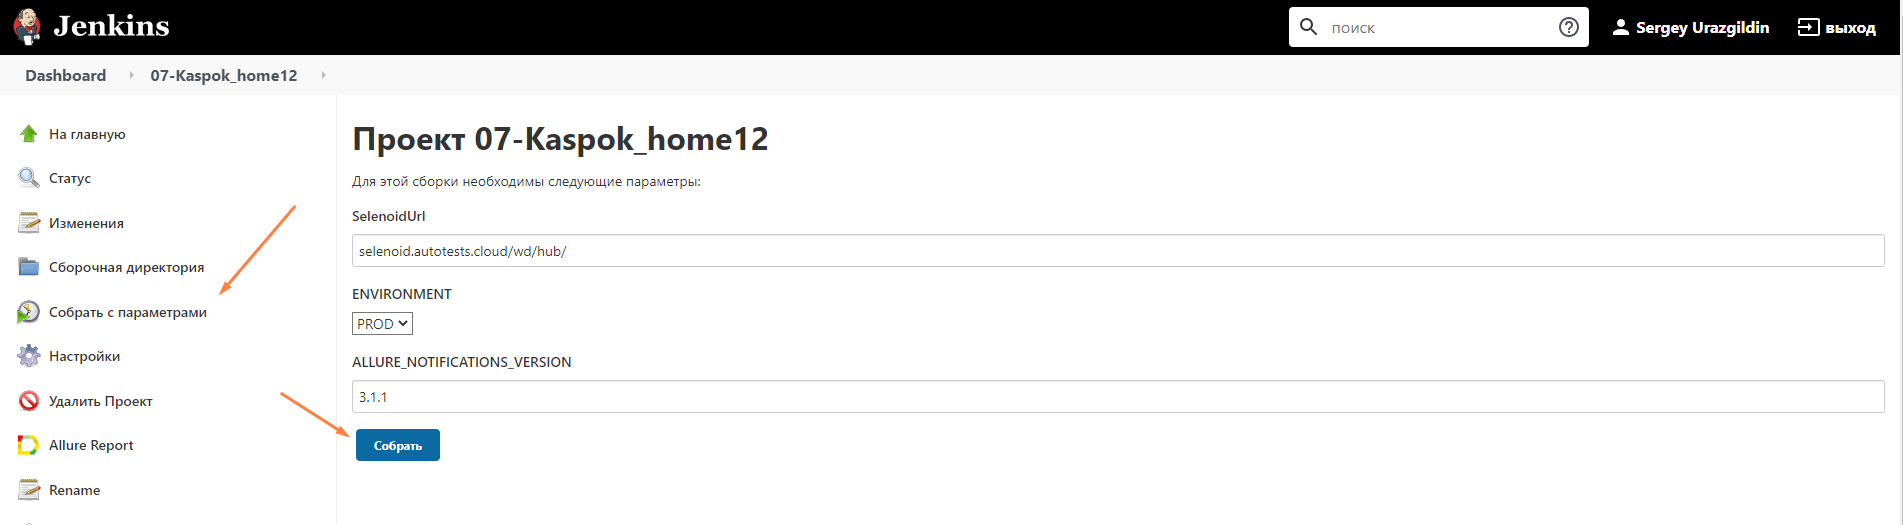 Jenkins
поиск
Sergey Urazgildin
выход
Dashboard
07-Kaspok_home12
На главную
Статус
Изменения
Сборочная директория
Собрать с параметрами
Настройки
Удалить Проект
Allure Report
Rename
Проект 07-Kaspok_home12
Для этой сборки необходимы следующие параметры:
SelenoidUrl
selenoid.autotests.cloud/wd/hub/
ENVIRONMENT
PROD
ALLURE_NOTIFICATIONS_VERSION
3.1.1
Собрать